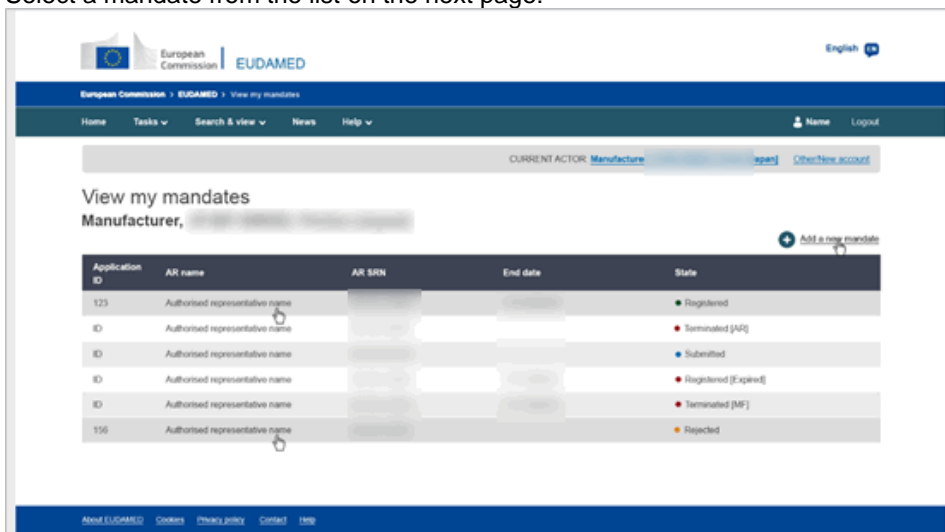 Select a mandate from the list on the next page.
European
Commission
EUDAMED
English EN
European Commission > EUDAMED > View my mandates
Home Tasks Search & view News Help Name Logout
CURRENT ACTOR: Manufacture apan] Other/New account
View my mandates
Manufacturer,
Add a new mandate
Application
ID
AR name AR SRN End date State
123 Authorised representative name Registered
ID Authorised representative name Terminated [AR]
ID Authorised representative name Submitted
ID Authorised representative name Registered [Expired]
ID Authorised representative name Terminated [MF]
156 Authorised representative name Rejected
About EUDAMED Cookies Privacy policy Contact Help